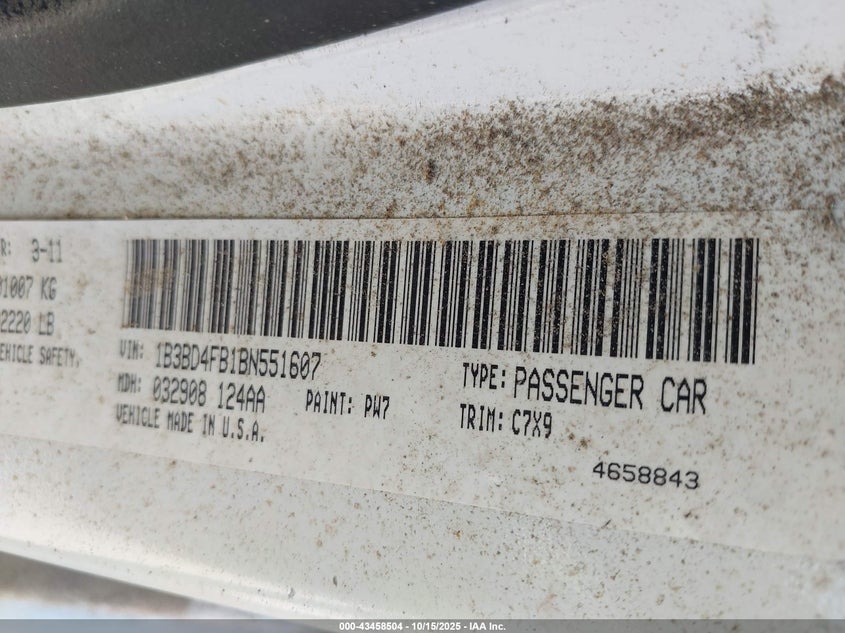 R: 3-11
01007 KG
2220 LB
EHICLE SAFETY,
VIN: 1B3BD4FB1BN551607
MDH: 032908 124AA
PAINT: PW7
VEHICLE MADE IN U.S.A.
TYPE: PASSENGER CAR
TRIM: C7X9
4658843
000-43458504 - 10/15/2025 - IAA Inc.